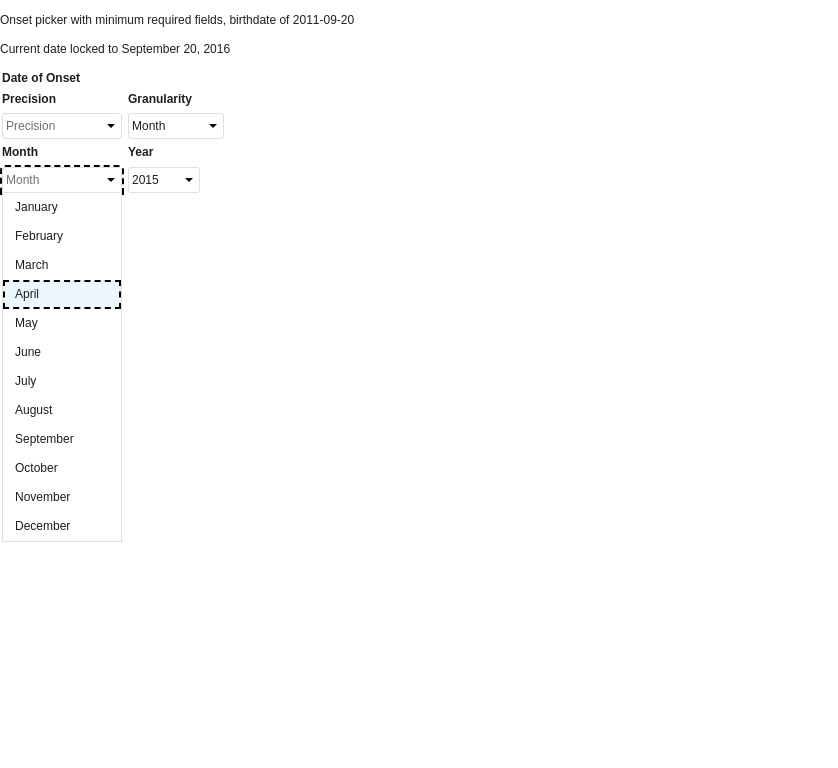 Onset picker with minimum required fields, birthdate of 2011-09-20
Current date locked to September 20, 2016
Date of Onset
Precision Granularity
Precision Month
Month Year
Month 2015
January
February
March
April
May
June
July
August
September
October
November
December